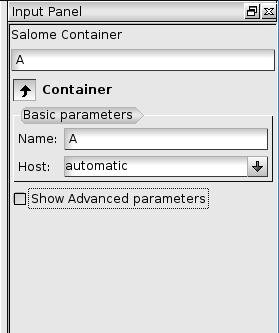 Input Panel
Salome Container
A
Container
Basic parameters
Name: A
Host: automatic
Show Advanced parameters